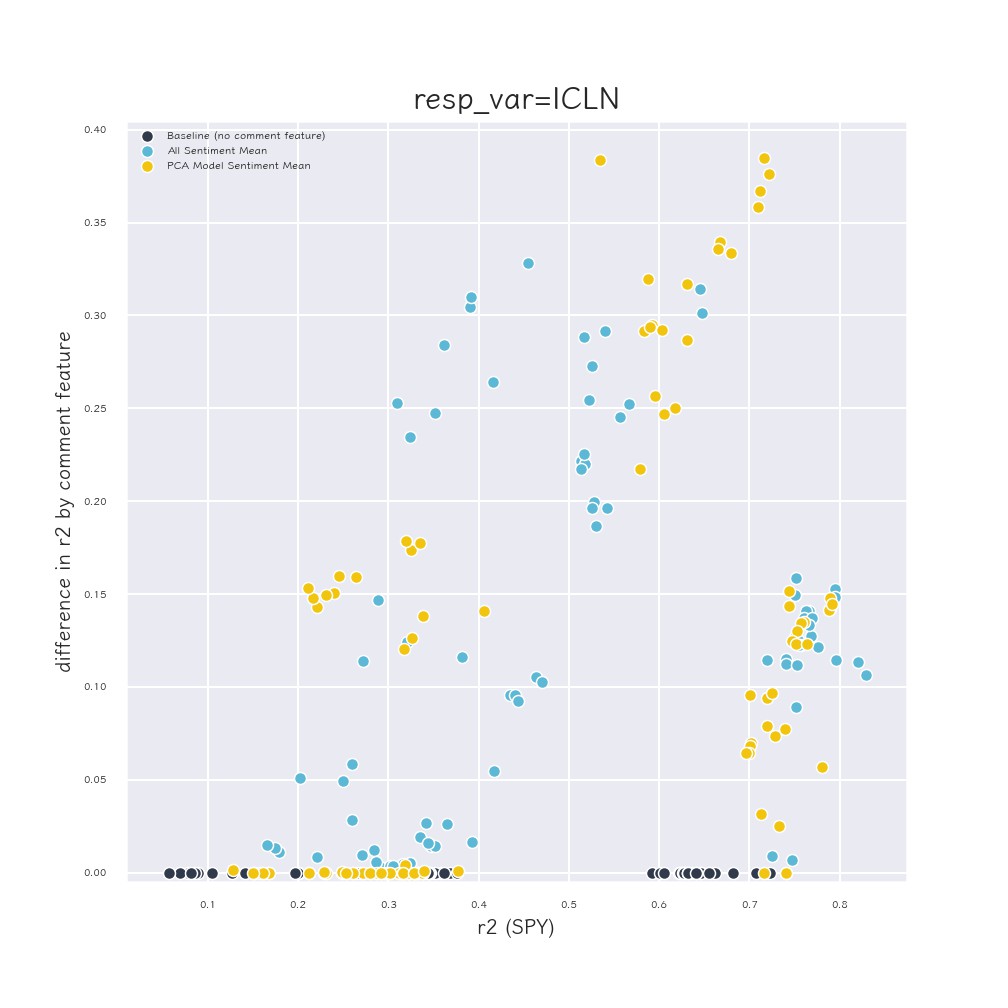 resp_var=ICLN
Baseline (no comment feature)
All Sentiment Mean
PCA Model Sentiment Mean
difference in r2 by comment feature
0.40
0.35
0.30
0.25
0.20
0.15
0.10
0.05
0.00
0.1 0.2 0.3 0.4 0.5 0.6 0.7 0.8
r2 (SPY)